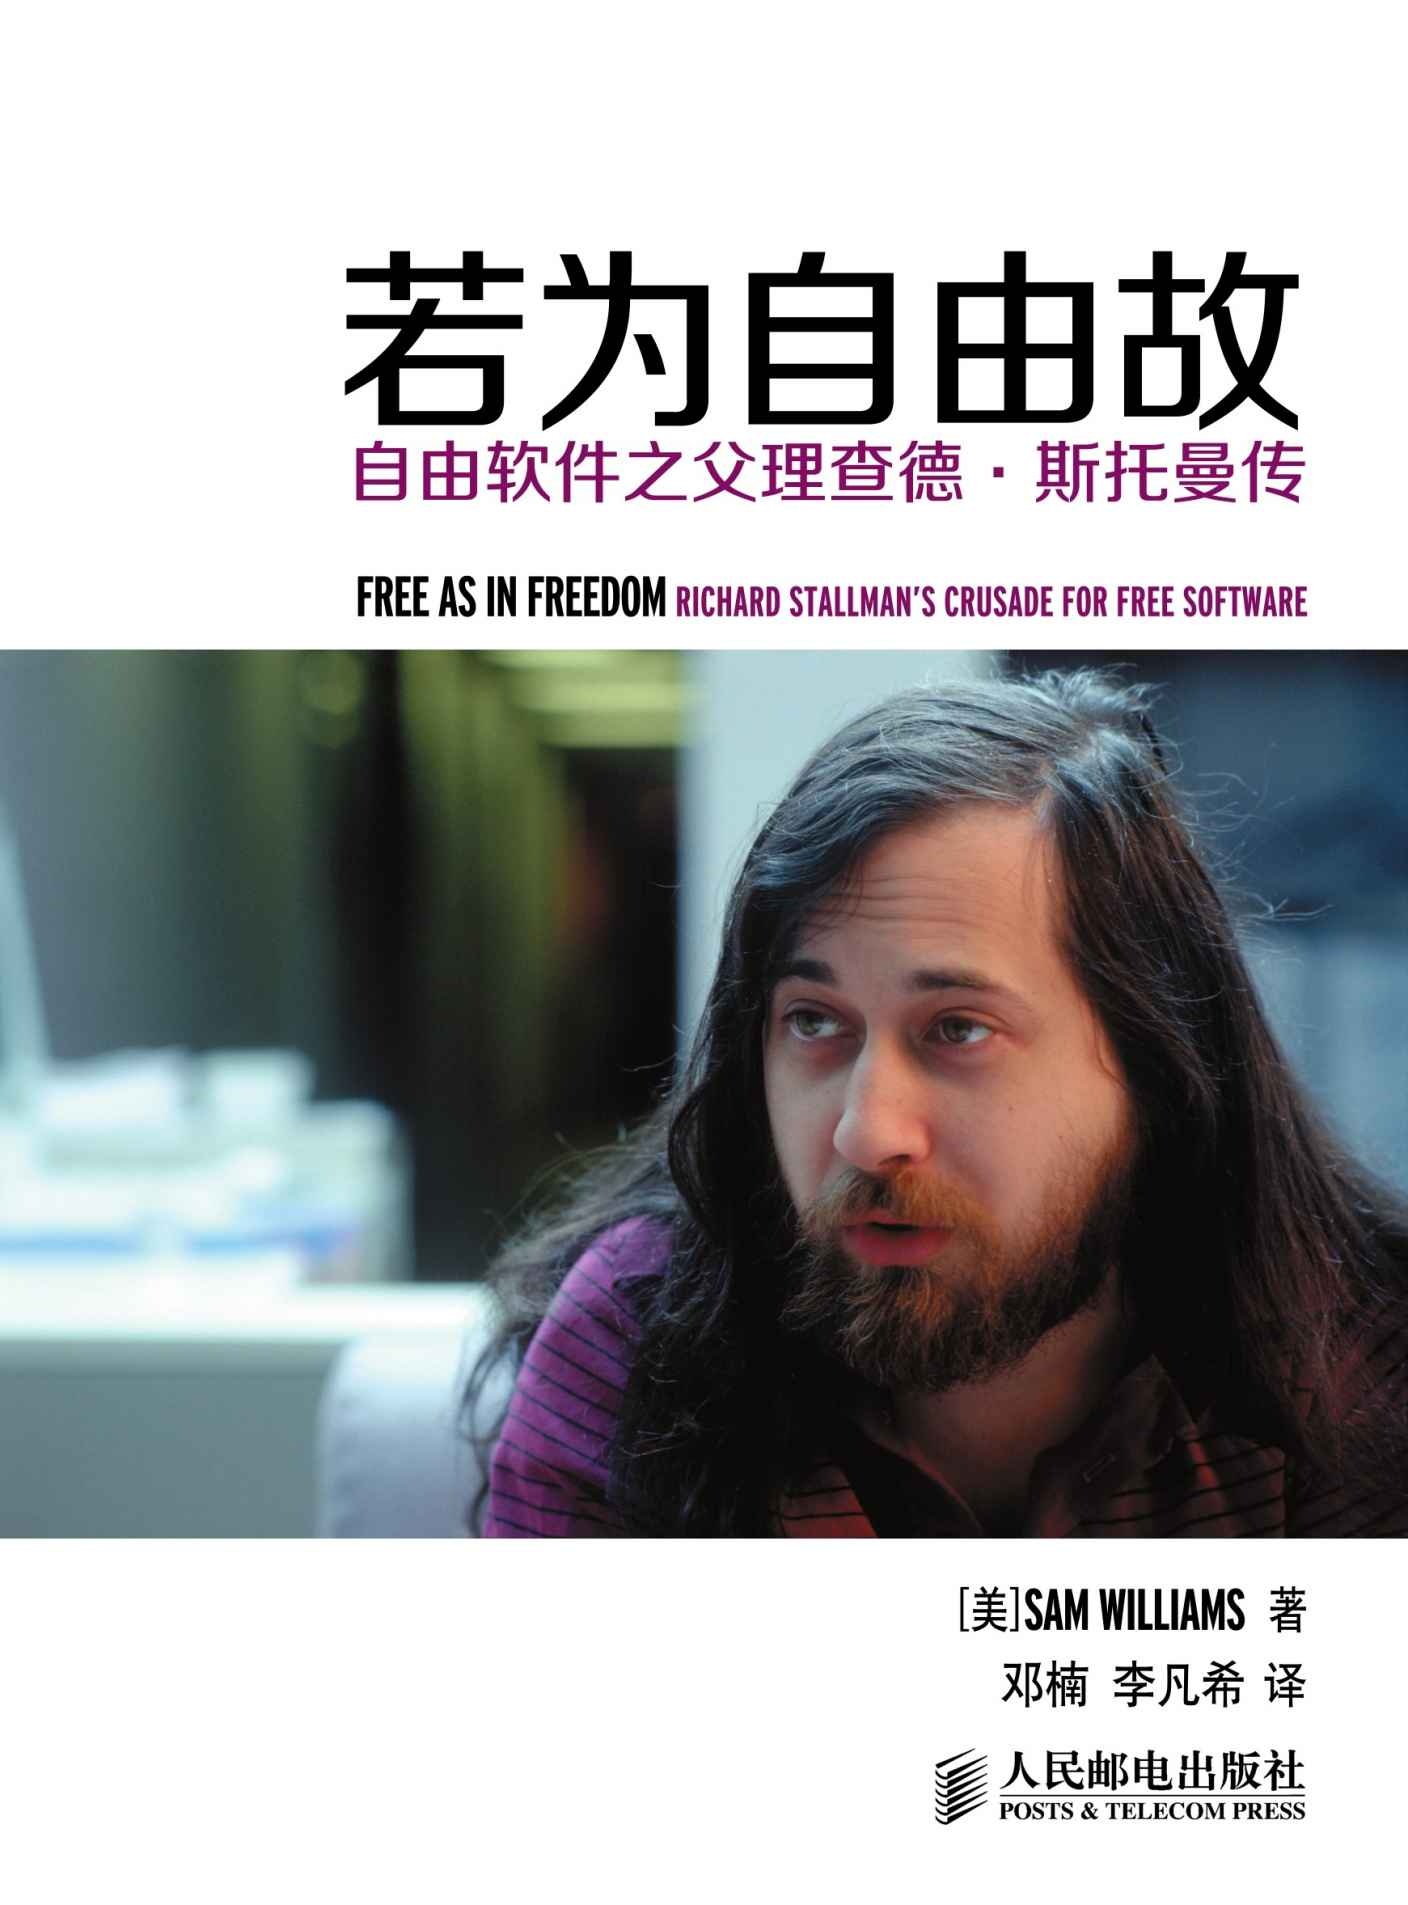 若为自由故
自由软件之父理查德·斯托曼传
FREE AS IN FREEDOM RICHARD STALLMAN'S CRUSADE FOR FREE SOFTWARE
[美]SAM WILLIAMS 著
邓楠 李凡希 译
人民邮电出版社
POSTS & TELECOM PRESS